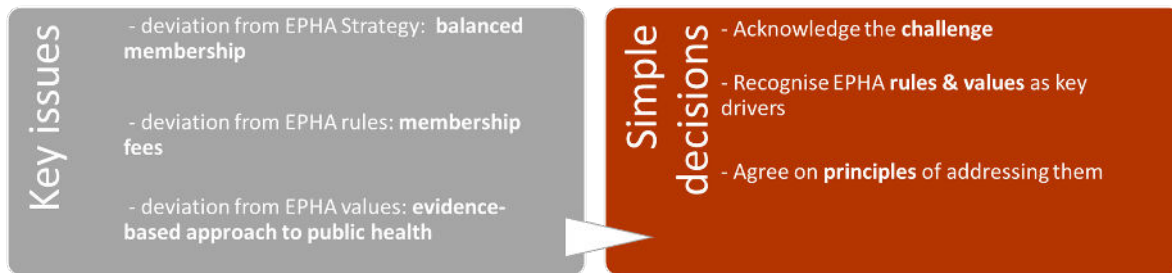 Key issues
- deviation from EPHA Strategy: balanced
membership
- deviation from EPHA rules: membership
fees
- deviation from EPHA values: evidence-
based approach to public health
Simple
decisions
- Acknowledge the challenge
- Recognise EPHA rules & values as key
drivers
- Agree on principles of addressing them